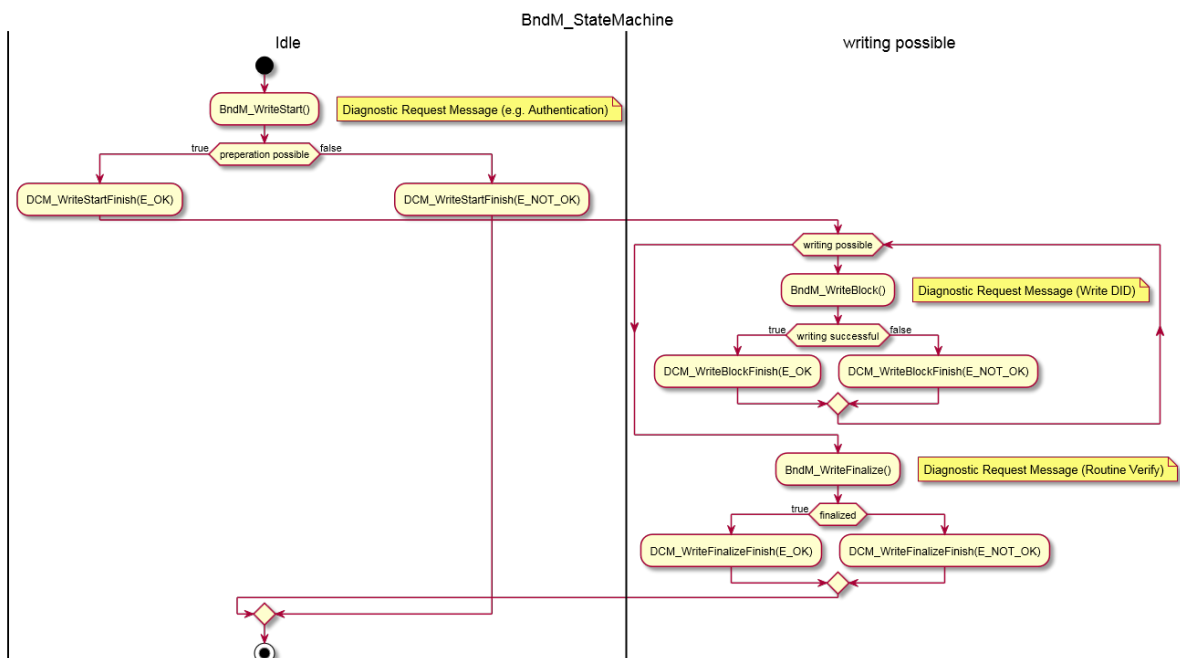 BndM_StateMachine
Idle
writing possible
BndM_WriteStart()
Diagnostic Request Message (e.g. Authentication)
true
preperation possible
false
DCM_WriteStartFinish(E_OK)
DCM_WriteStartFinish(E_NOT_OK)
writing possible
BndM_WriteBlock()
Diagnostic Request Message (Write DID)
true
writing successful
false
DCM_WriteBlockFinish(E_OK
DCM_WriteBlockFinish(E_NOT_OK)
BndM_WriteFinalize()
Diagnostic Request Message (Routine Verify)
true
finalized
DCM_WriteFinalizeFinish(E_OK)
DCM_WriteFinalizeFinish(E_NOT_OK)